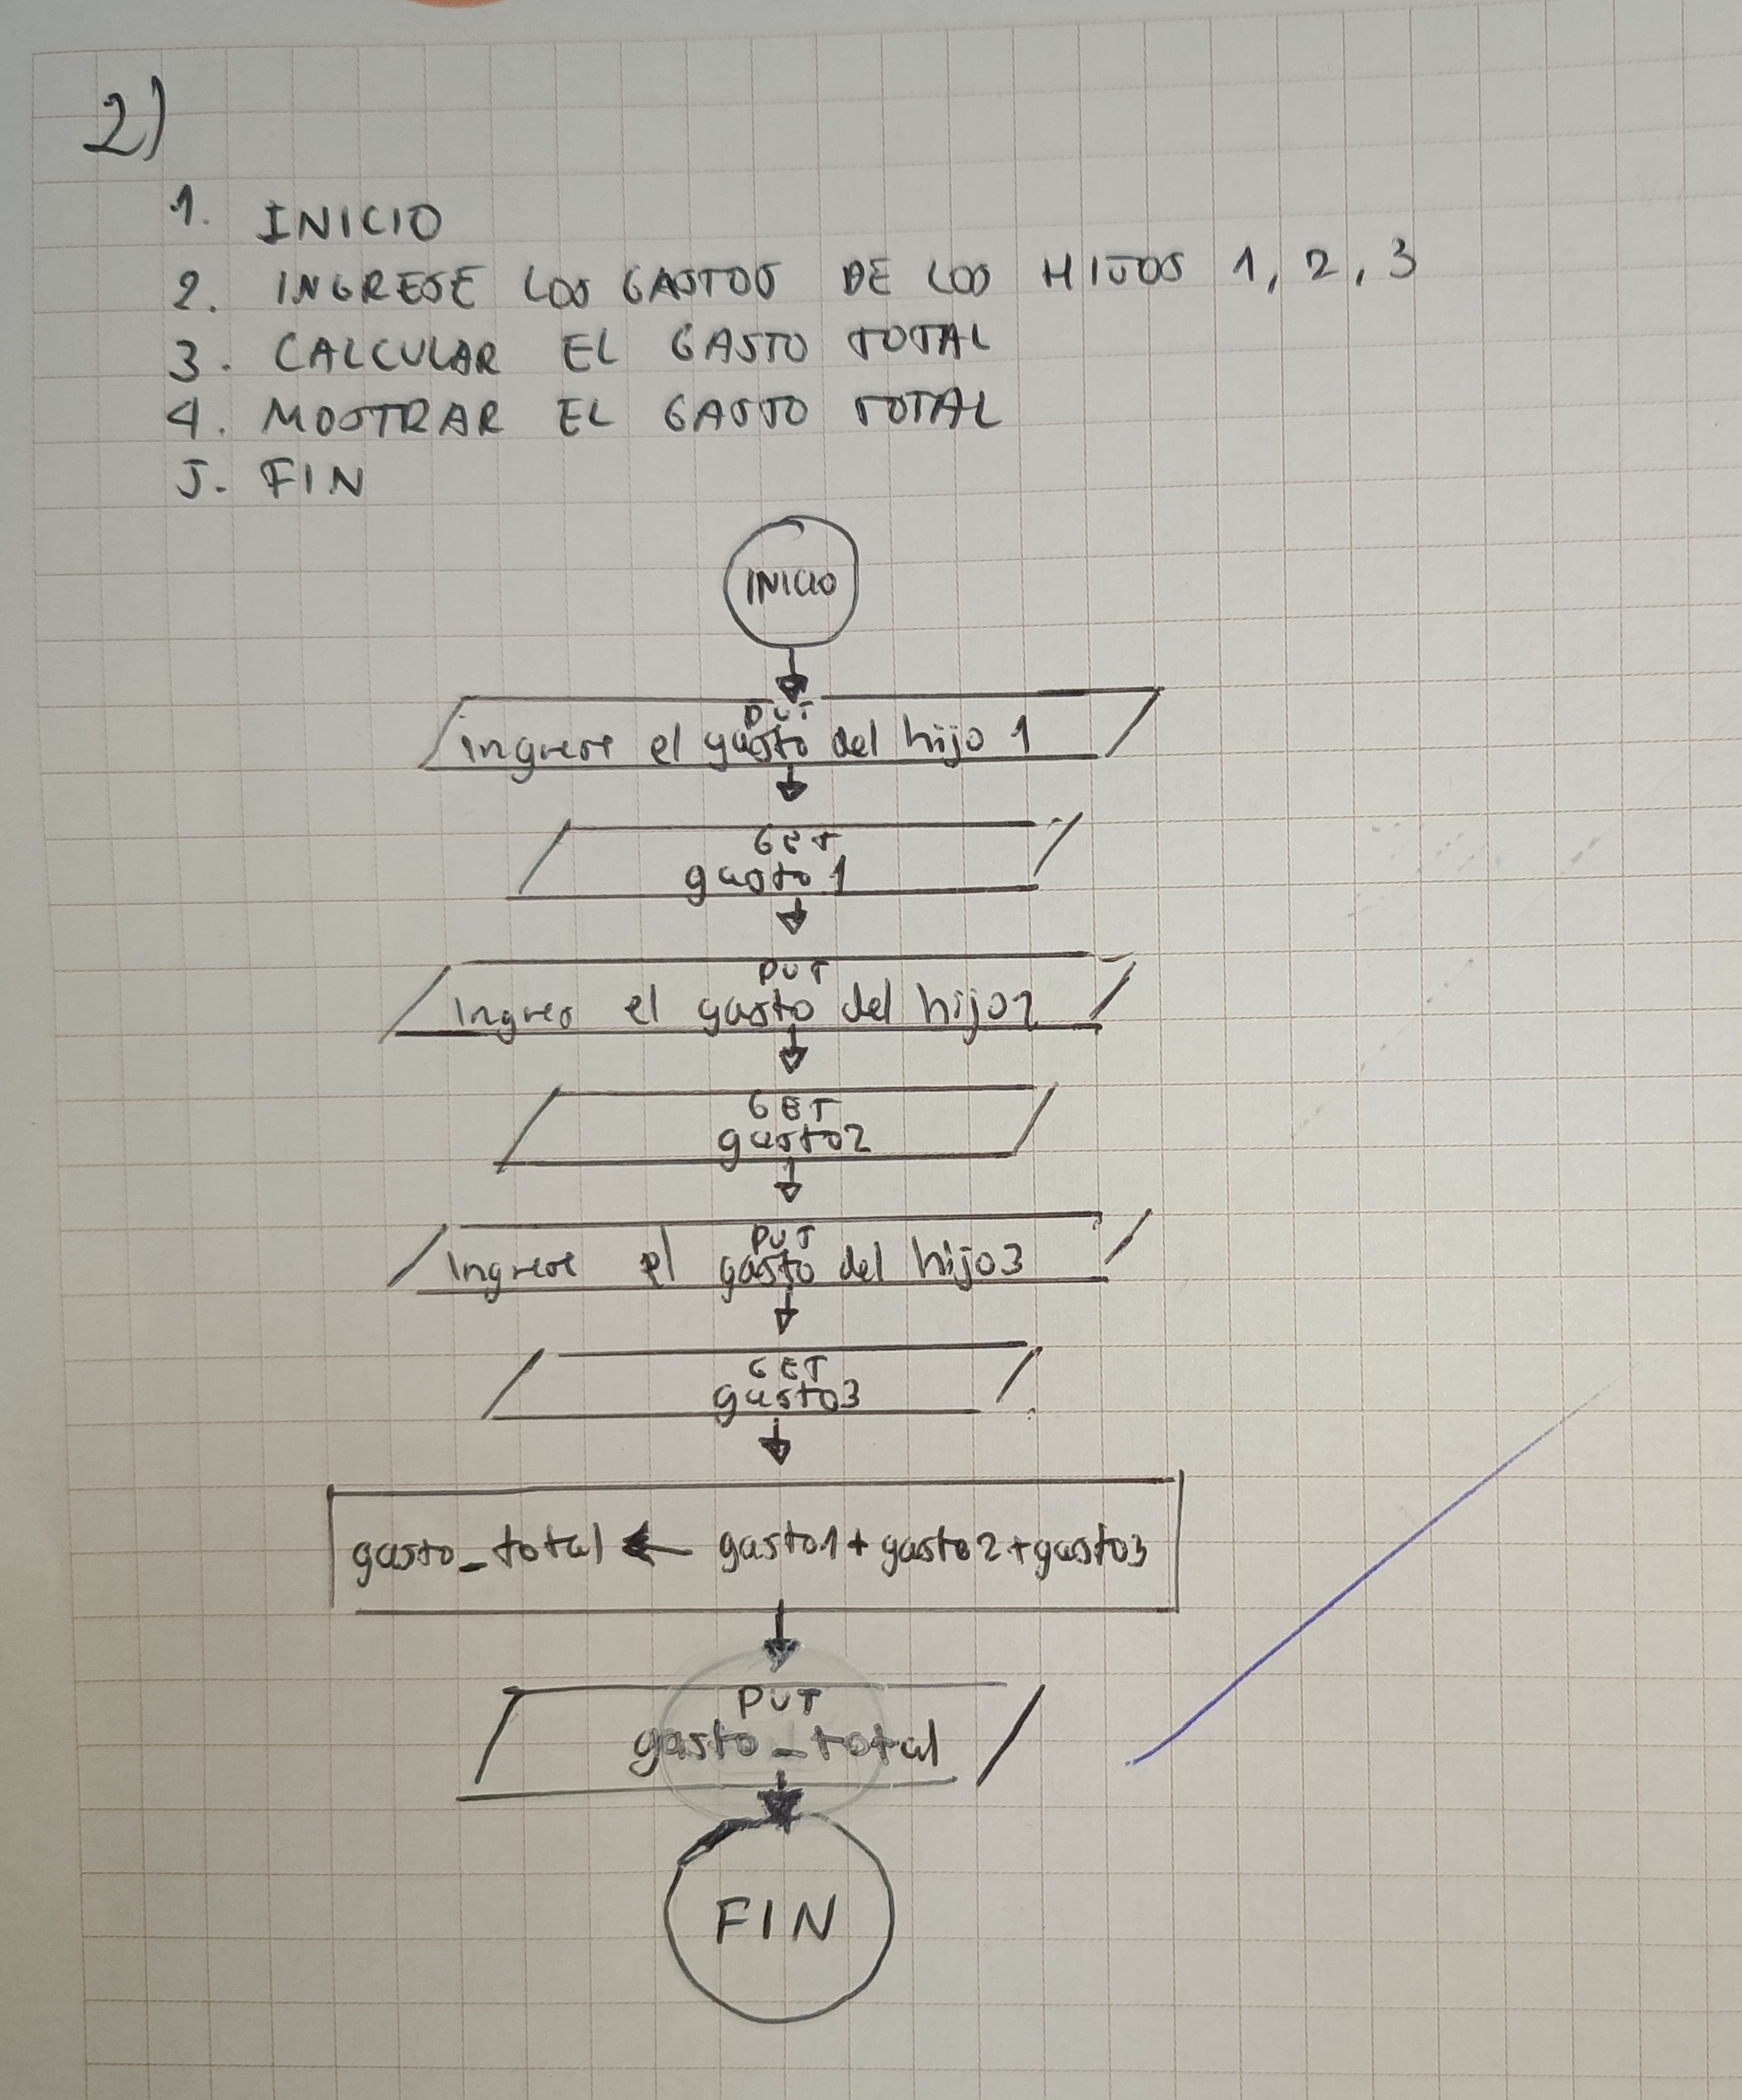 2)
1. INICIO
2. INGRESE LOS GASTOS DE LOS HIJOS 1, 2, 3
3. CALCULAR EL GASTO TOTAL
4. MOSTRAR EL GASTO TOTAL
5. FIN
INICIO
PUT
ingrese el gasto del hijo 1
GET
gasto1
PUT
Ingres el gasto del hijo2
GET
gasto2
PUT
Ingrese el gasto del hijo3
GET
gasto3
gasto_total ← gasto1+gasto2+gasto3
PUT
gasto_total
FIN